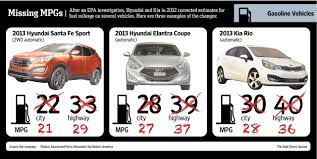 Missing MPGs
After an EPA investigation, Hyundai and Kia in 2012 corrected estimates for
fuel mileage on several vehicles. Here are three examples of the changes.
Gasoline Vehicles
2013 Hyundai Santa Fe Sport
(2WD automatic)
22 33
city highway
MPG 21 29
2013 Hyundai Elantra Coupe
(automatic)
28 39
city highway
MPG 27 37
2013 Kia Rio
(automatic)
30 40
city highway
MPG 28 36
Source: the company
The Wall Street Journal